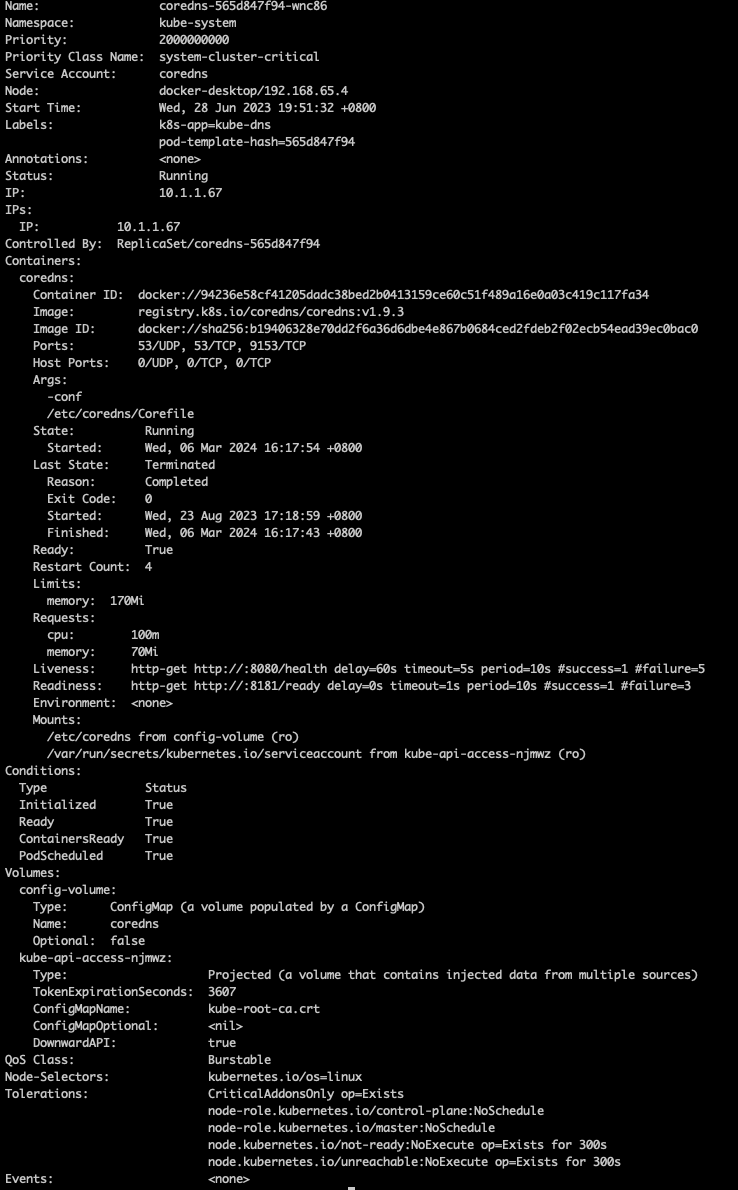 Name:                 coredns-565d847f94-wnc86
Namespace:            kube-system
Priority:             2000000000
Priority Class Name:  system-cluster-critical
Service Account:      coredns
Node:                 docker-desktop/192.168.65.4
Start Time:           Wed, 28 Jun 2023 19:51:32 +0800
Labels:               k8s-app=kube-dns
                      pod-template-hash=565d847f94
Annotations:          <none>
Status:               Running
IP:                   10.1.1.67
IPs:
  IP:           10.1.1.67
Controlled By:  ReplicaSet/coredns-565d847f94
Containers:
  coredns:
    Container ID:  docker://94236e58cf41205dadc38bed2b0413159ce60c51f489a16e0a03c419c117fa34
    Image:         registry.k8s.io/coredns/coredns:v1.9.3
    Image ID:      docker://sha256:b19406328e70dd2f6a36d6dbe4e867b0684ced2fdeb2f02ecb54ead39ec0bac0
    Ports:         53/UDP, 53/TCP, 9153/TCP
    Host Ports:    0/UDP, 0/TCP, 0/TCP
    Args:
      -conf
      /etc/coredns/Corefile
    State:          Running
      Started:      Wed, 06 Mar 2024 16:17:54 +0800
    Last State:     Terminated
      Reason:       Completed
      Exit Code:    0
      Started:      Wed, 23 Aug 2023 17:18:59 +0800
      Finished:     Wed, 06 Mar 2024 16:17:43 +0800
    Ready:          True
    Restart Count:  4
    Limits:
      memory:  170Mi
    Requests:
      cpu:        100m
      memory:     70Mi
    Liveness:     http-get http://:8080/health delay=60s timeout=5s period=10s #success=1 #failure=5
    Readiness:    http-get http://:8181/ready delay=0s timeout=1s period=10s #success=1 #failure=3
    Environment:  <none>
    Mounts:
      /etc/coredns from config-volume (ro)
      /var/run/secrets/kubernetes.io/serviceaccount from kube-api-access-njmwz (ro)
Conditions:
  Type              Status
  Initialized       True
  Ready             True
  ContainersReady   True
  PodScheduled      True
Volumes:
  config-volume:
    Type:      ConfigMap (a volume populated by a ConfigMap)
    Name:      coredns
    Optional:  false
  kube-api-access-njmwz:
    Type:                    Projected (a volume that contains injected data from multiple sources)
    TokenExpirationSeconds:  3607
    ConfigMapName:           kube-root-ca.crt
    ConfigMapOptional:       <nil>
    DownwardAPI:             true
QoS Class:                   Burstable
Node-Selectors:              kubernetes.io/os=linux
Tolerations:                 CriticalAddonsOnly op=Exists
                             node-role.kubernetes.io/control-plane:NoSchedule
                             node-role.kubernetes.io/master:NoSchedule
                             node.kubernetes.io/not-ready:NoExecute op=Exists for 300s
                             node.kubernetes.io/unreachable:NoExecute op=Exists for 300s
Events:                      <none>